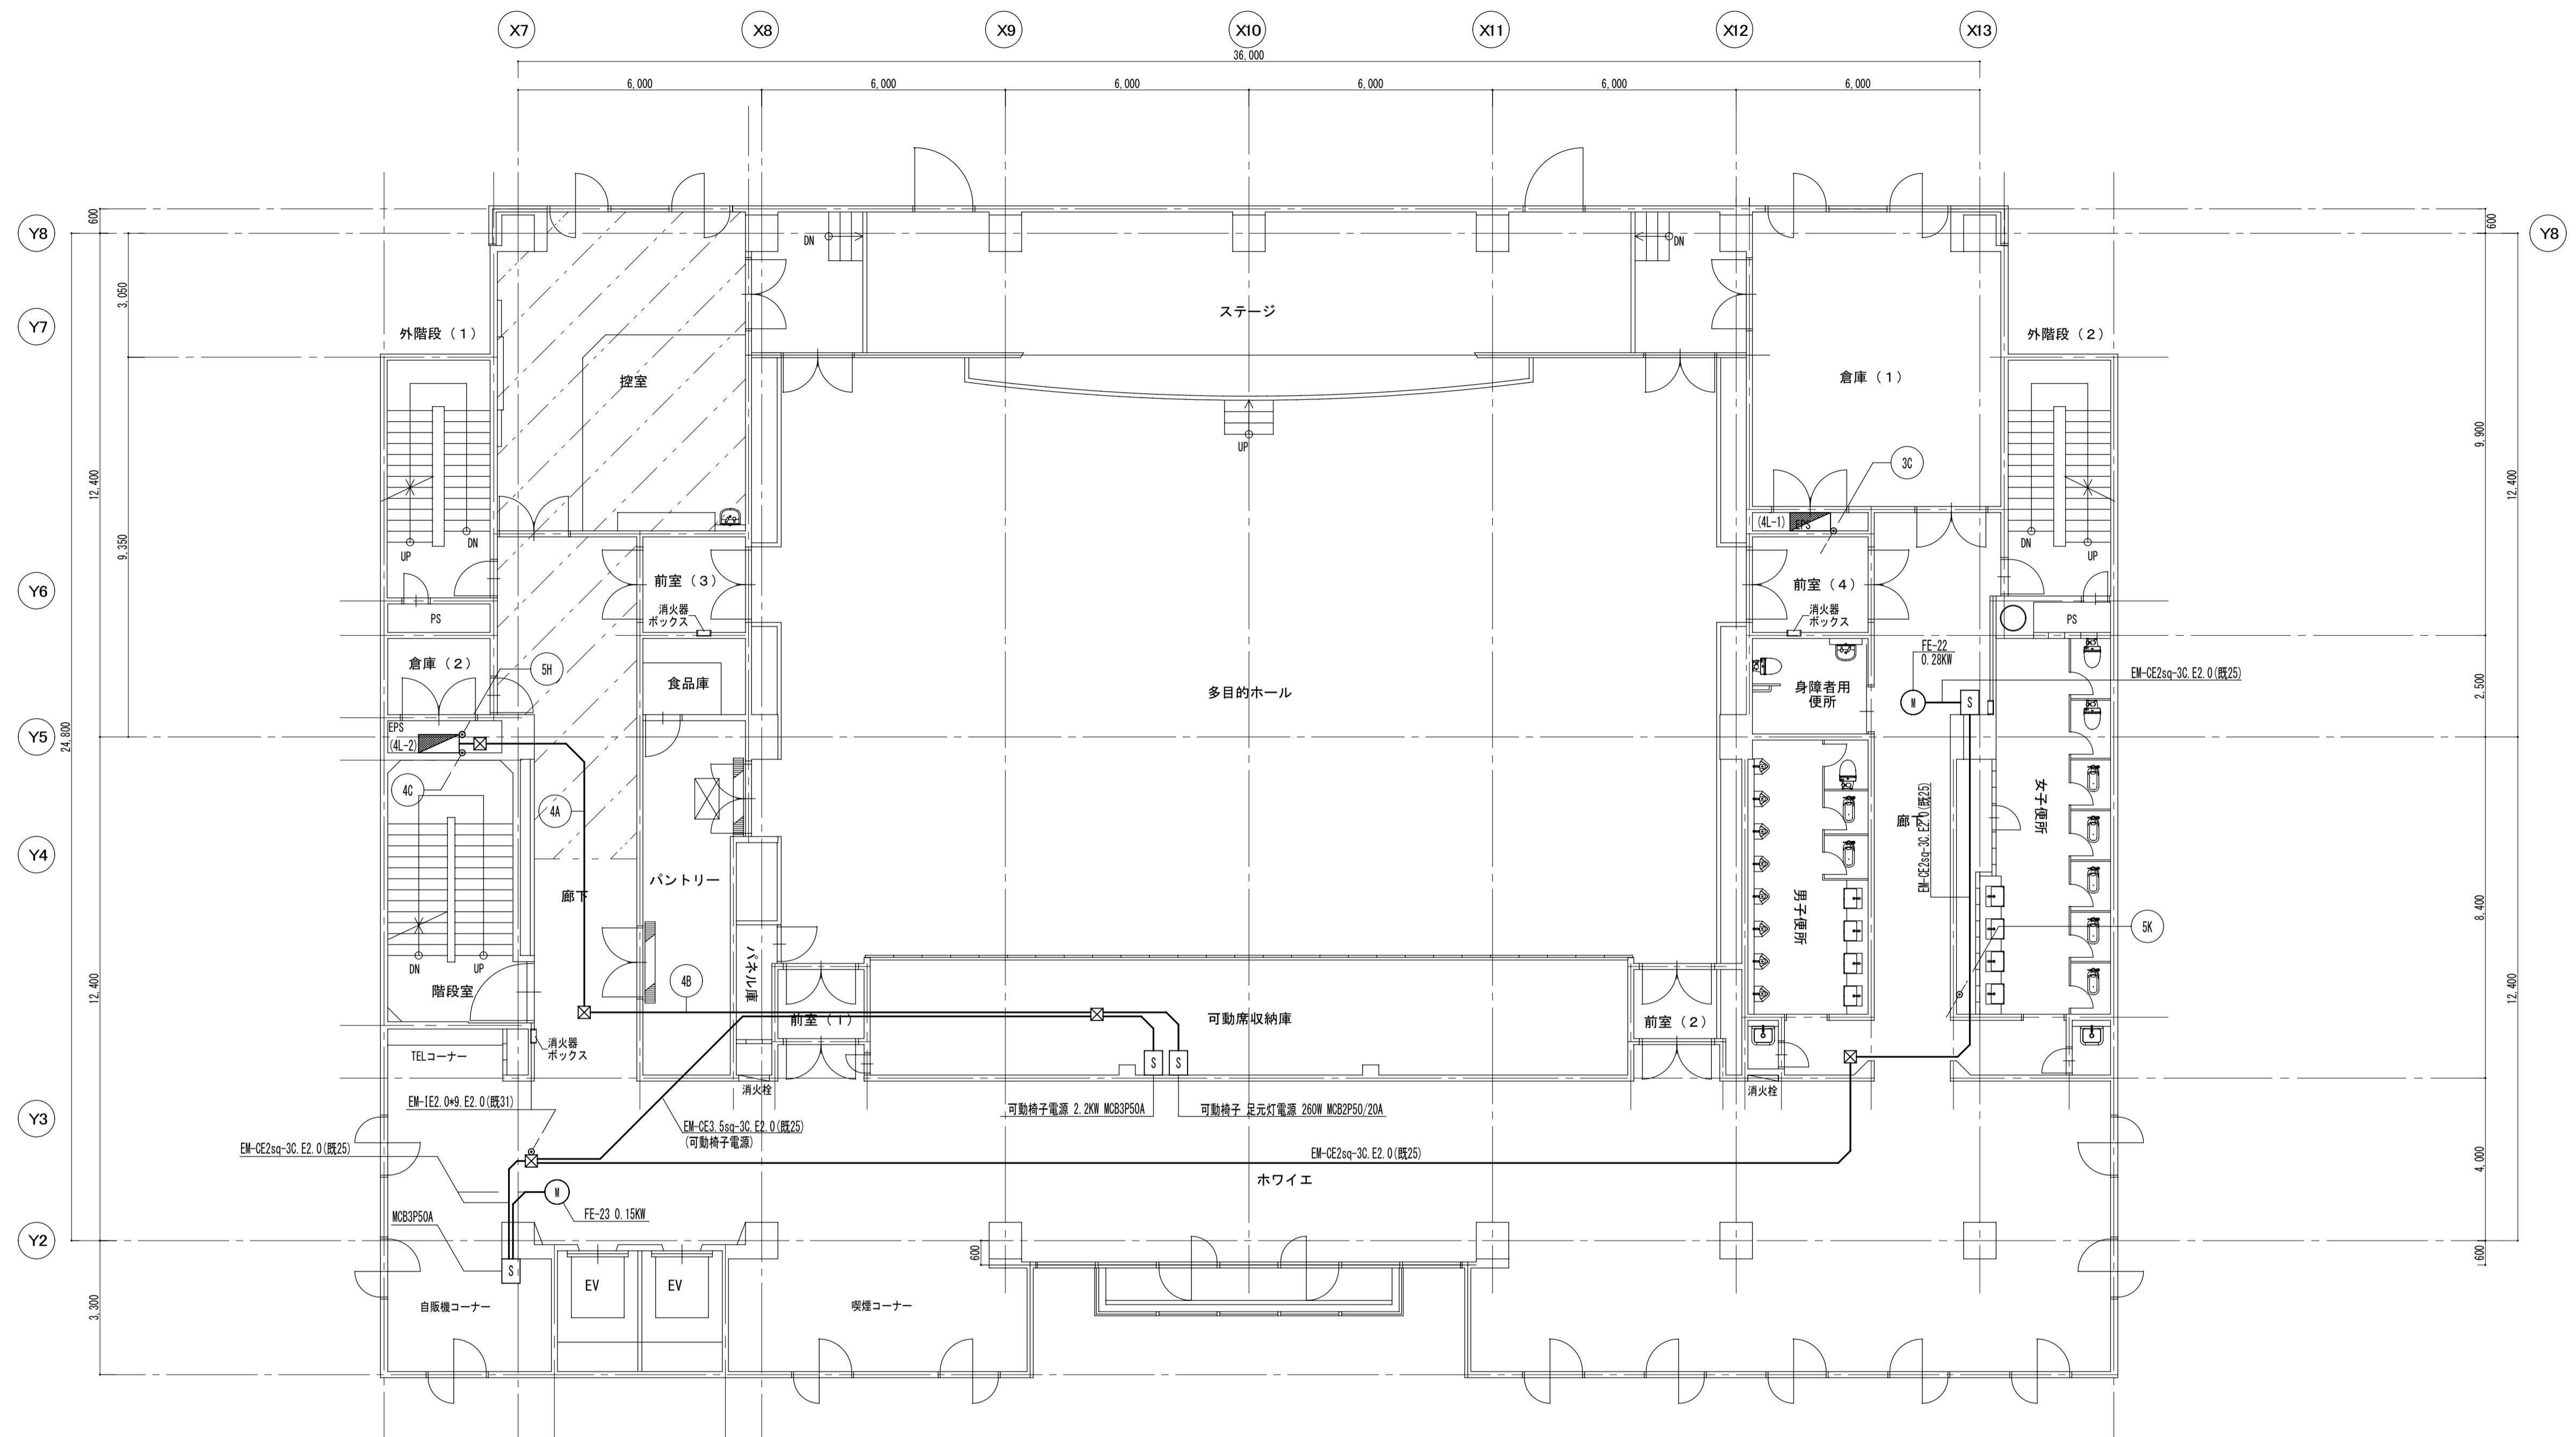 X7 X8 X9 X10 X11 X12 X13
36,000
6,000 6,000 6,000 6,000 6,000 6,000
600
600
Y8
Y8
DN
DN
3,050
ステージ
Y7
外階段（１）
外階段（２）
控室
倉庫（１）
UP
9,900
3C
12,400
12,400
(4L-1)
EPS
DN
UP
DN
UP
9,350
前室（３）
前室（４）
Y6
消火器
ボックス
消火器
ボックス
PS
PS
FE-22
0.28KW
倉庫（２）
5H
食品庫
EM-CE2sq-3C.E2.0(既25)
身障者用
便所
多目的ホール
2,500
M
S
EPS
(4L-2)
Y5
24,800
4C
4A
女子便所
廊下
EM-CE2sq-3C.E2.0(既25)
Y4
パントリー
廊下
男子便所
8,400
5K
パネル庫
4B
DN
UP
階段室
12,400
12,400
前室（１）
可動席収納庫
前室（２）
消火器
ボックス
TELコーナー
S
S
消火栓
消火栓
EM-IE2.0*9.E2.0(既31)
可動椅子電源 2.2KW MCB3P50A
可動椅子 足元灯電源 260W MCB2P50/20A
Y3
EM-CE3.5sq-3C.E2.0(既25)
(可動椅子電源)
EM-CE2sq-3C.E2.0(既25)
EM-CE2sq-3C.E2.0(既25)
4,000
ホワイエ
M
MCB3P50A
FE-23 0.15KW
Y2
600
600
S
EV
EV
3,300
自販機コーナー
喫煙コーナー